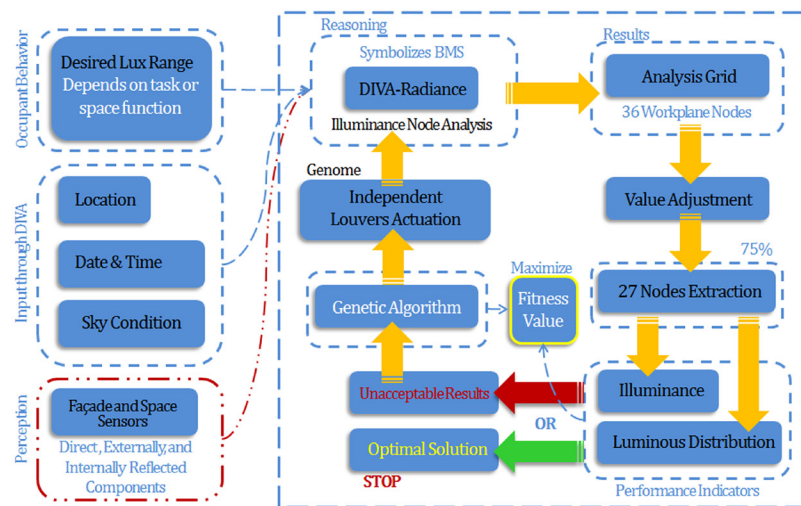 Occupant Behavior
Desired Lux Range
Depends on task or
space function
Input through DIVA
Location
Date & Time
Sky Condition
Perception
Façade and Space
Sensors
Direct, Externally, and
Internally Reflected
Components
Reasoning
Symbolizes BMS
DIVA-Radiance
Illuminance Node Analysis
Genome
Independent
Louvers Actuation
Genetic Algorithm
Maximize
Fitness
Value
Unacceptable Results
OR
Optimal Solution
STOP
Results
Analysis Grid
36 Workplane Nodes
Value Adjustment
75%
27 Nodes Extraction
Illuminance
Luminous Distribution
Performance Indicators